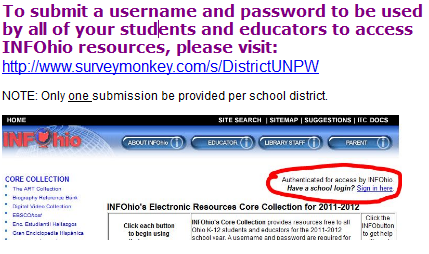 To submit a username and password to be used
by all of your students and educators to access
INFOhio resources, please visit:
http://www.surveymonkey.com/s/DistrictUNPW
NOTE: Only one submission be provided per school district.
HOME
SITE SEARCH | SITEMAP | SUGGESTIONS | ITC DOCS
INFOhio
ABOUT INFOhio
EDUCATOR
LIBRARY STAFF
PARENT
CORE COLLECTION
The ART Collection
Biography Reference Bank
Digital Video Collection
EBSCOhost
Enc. Estudiantil Hallazgos
Gran Enciclopedia Hispánica
Authenticated for access by INFOhio
Have a school login? Sign in here.
INFOhio's Electronic Resources Core Collection for 2011-2012
Click each button
to begin using
INFOhio's Core Collection provides resources free to all
Ohio K-12 students and educators for the 2011-2012
school year. A username and password are required for
Click the
INFObutton
to got help